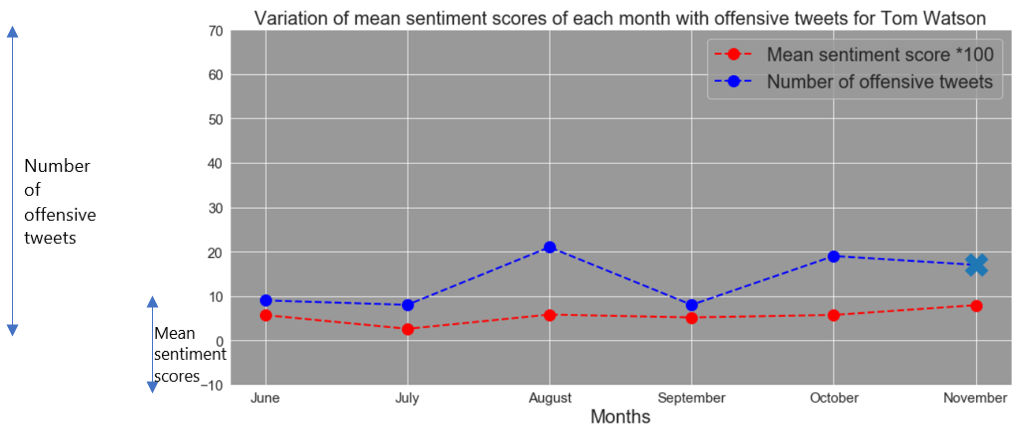 Variation of mean sentiment scores of each month with offensive tweets for Tom Watson
Mean sentiment score *100
Number of offensive tweets
70
60
50
40
30
20
10
0
−10
Number
of
offensive
tweets
Mean
sentiment
scores
June July August September October November
Months